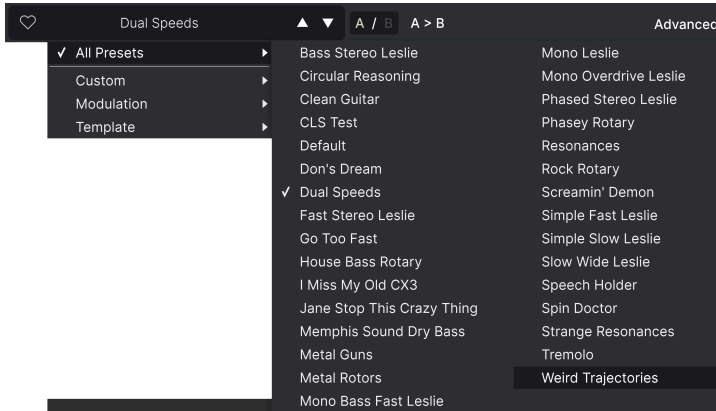 Dual Speeds
A / B
A > B
Advanced
All Presets
Custom
Modulation
Template
Bass Stereo Leslie
Circular Reasoning
Clean Guitar
CLS Test
Default
Don's Dream
Dual Speeds
Fast Stereo Leslie
Go Too Fast
House Bass Rotary
I Miss My Old CX3
Jane Stop This Crazy Thing
Memphis Sound Dry Bass
Metal Guns
Metal Rotors
Mono Bass Fast Leslie
Mono Leslie
Mono Overdrive Leslie
Phased Stereo Leslie
Phasey Rotary
Resonances
Rock Rotary
Screamin' Demon
Simple Fast Leslie
Simple Slow Leslie
Slow Wide Leslie
Speech Holder
Spin Doctor
Strange Resonances
Tremolo
Weird Trajectories